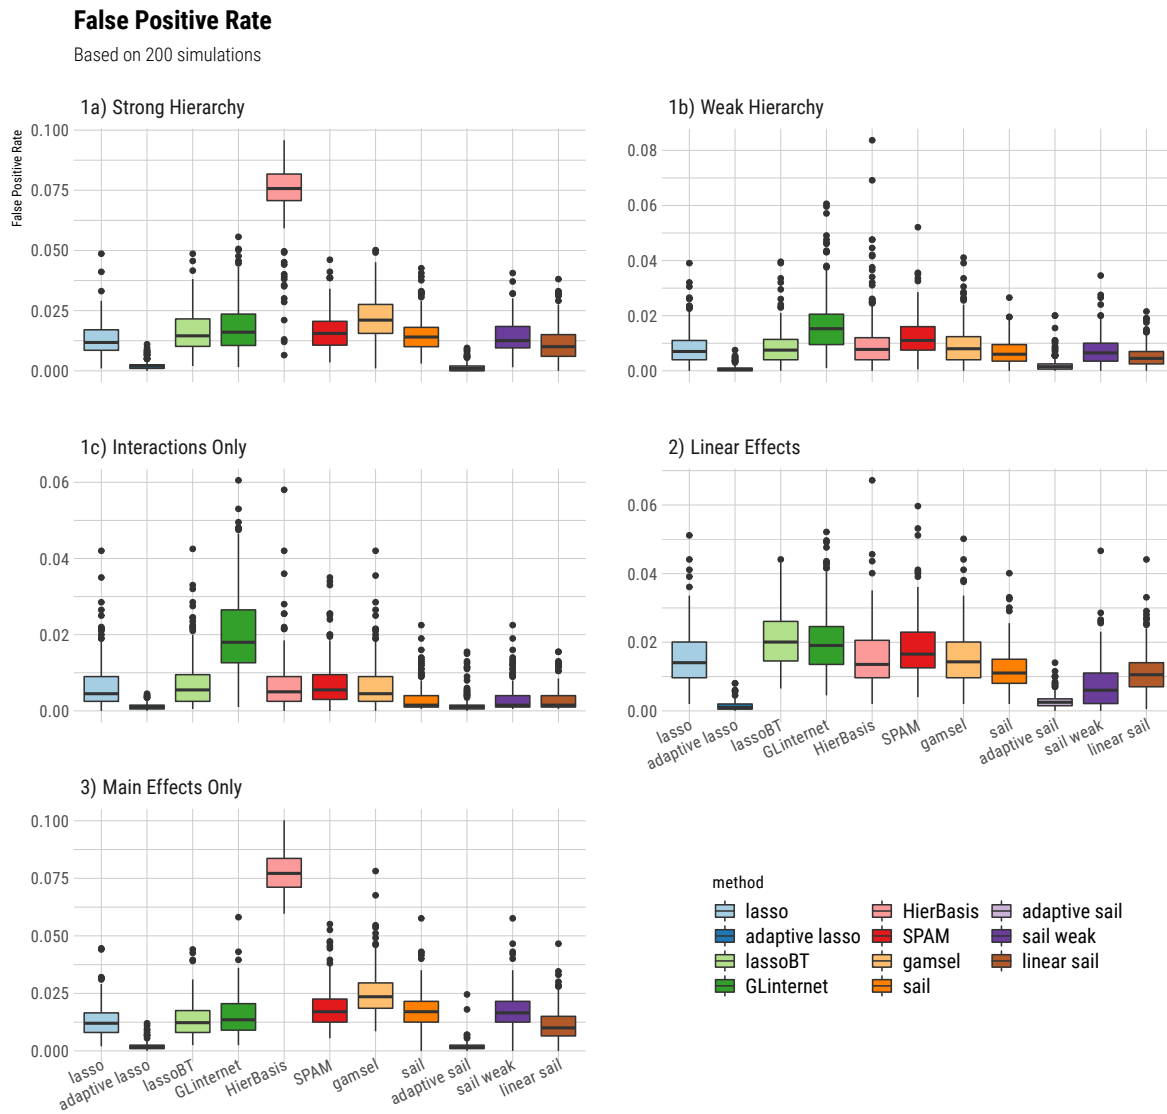 False Positive Rate
Based on 200 simulations
1a) Strong Hierarchy
False Positive Rate
0.100
0.075
0.050
0.025
0.000
1b) Weak Hierarchy
0.08
0.06
0.04
0.02
0.00
1c) Interactions Only
0.06
0.04
0.02
0.00
2) Linear Effects
0.06
0.04
0.02
0.00
lasso
adaptive lasso
lassoBT
GLinternet
HierBasis
SPAM
gamsel
sail
adaptive sail
sail weak
linear sail
3) Main Effects Only
0.100
0.075
0.050
0.025
0.000
lasso
adaptive lasso
lassoBT
GLinternet
HierBasis
SPAM
gamsel
sail
adaptive sail
sail weak
linear sail
method
lasso
adaptive lasso
lassoBT
GLinternet
HierBasis
SPAM
gamsel
sail
adaptive sail
sail weak
linear sail